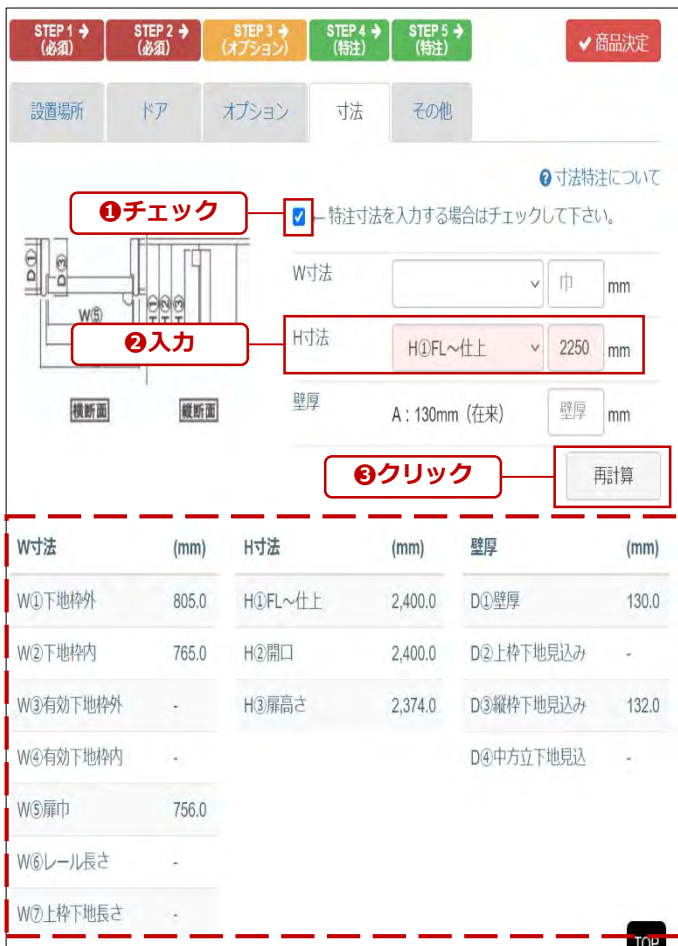 STEP 1 → STEP 2 → STEP 3 → STEP 4 → STEP 5 →
(必須) (必須) (オプション) (特注) (特注)
✔商品決定
設置場所 ドア オプション 寸法 その他
❓寸法特注について
❶チェック
←特注寸法を入力する場合はチェックして下さい。
W寸法 巾 mm
❷入力
H寸法 H①FL～仕上 2250 mm
D① D③
W⑤
横断面 縦断面
壁厚 A：130mm（在来） 壁厚 mm
❸クリック
再計算
W寸法 (mm) H寸法 (mm) 壁厚 (mm)
W①下地枠外 805.0 H①FL～仕上 2,400.0 D①壁厚 130.0
W②下地枠内 765.0 H②開口 2,400.0 D②上枠下地見込み -
W③有効下地枠外 - H③扉高さ 2,374.0 D③縦枠下地見込み 132.0
W④有効下地枠内 - D④中方立下地見込 -
W⑤扉巾 756.0
W⑥レール長さ -
W⑦上枠下地長さ -
TOP